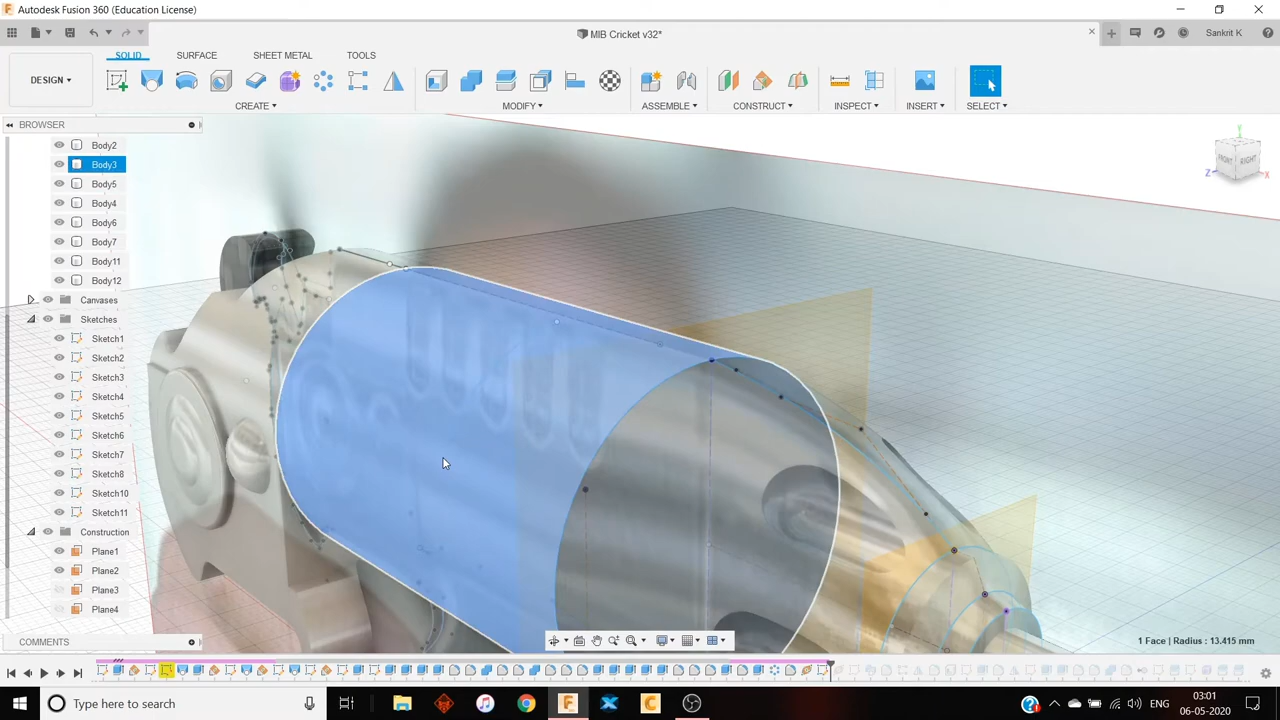 Autodesk Fusion 360 (Education License)
MIB Cricket v32*
Sankrit K
DESIGN
SOLID SURFACE SHEET METAL TOOLS
CREATE MODIFY ASSEMBLE CONSTRUCT INSPECT INSERT SELECT
BROWSER
Body2
Body3
Body5
Body4
Body6
Body7
Body11
Body12
Canvases
Sketches
Sketch1
Sketch2
Sketch3
Sketch4
Sketch5
Sketch6
Sketch7
Sketch8
Sketch10
Sketch11
Construction
Plane1
Plane2
Plane3
Plane4
Y
FRONT RIGHT
Z X
COMMENTS
1 Face | Radius : 13.415 mm
Type here to search
ENG
03:01
06-05-2020